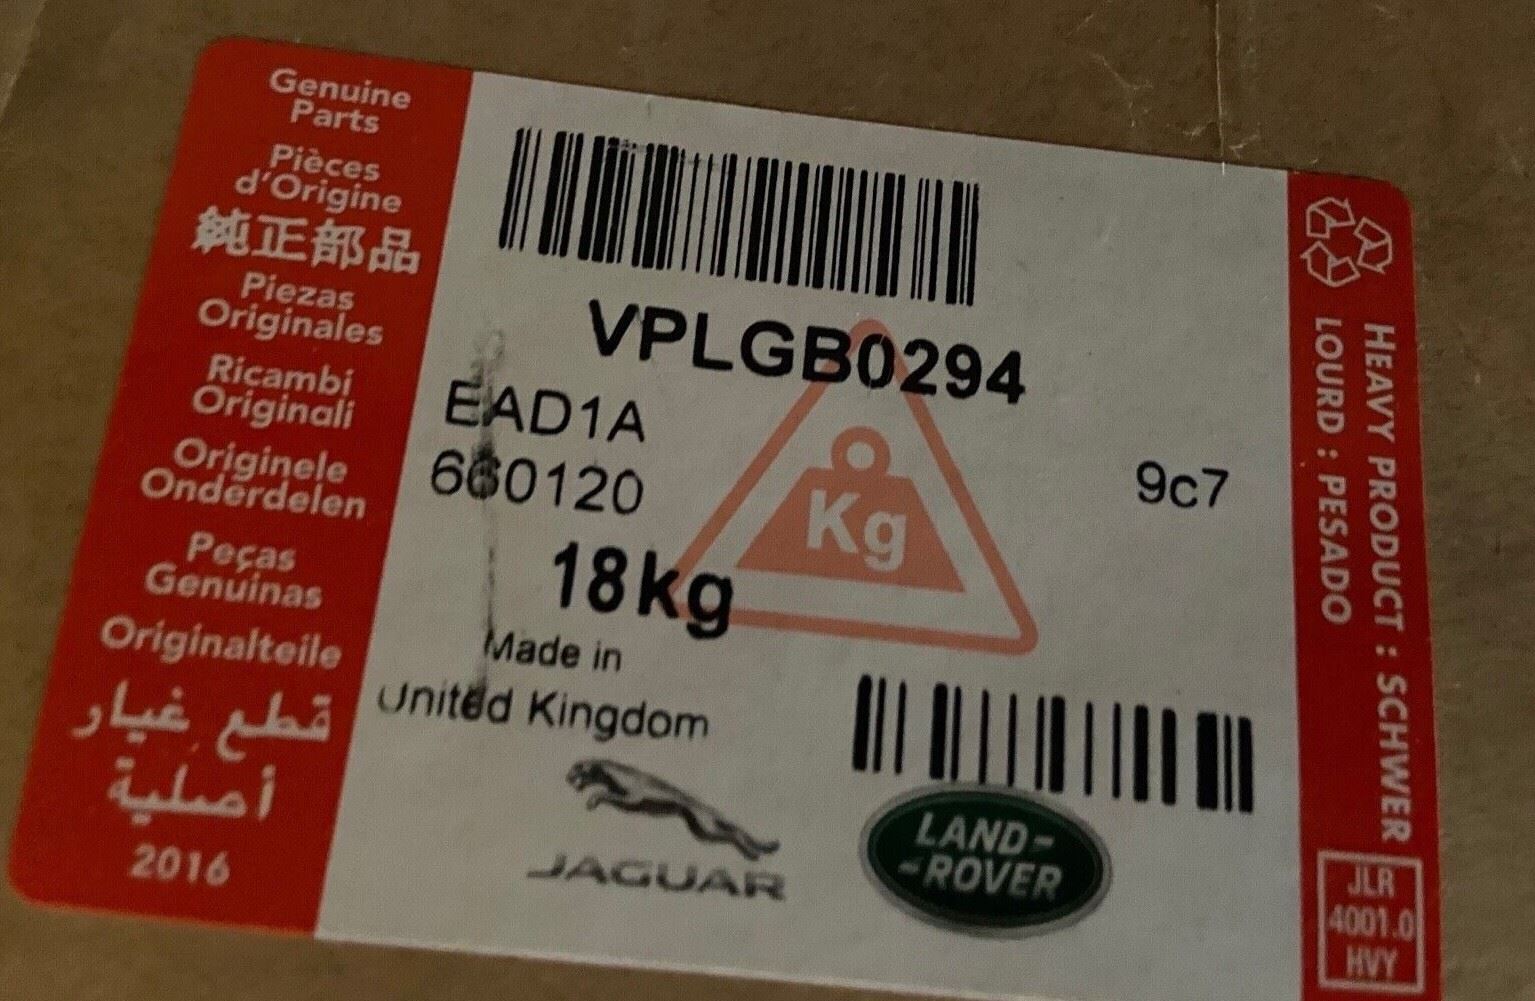 Genuine
Parts
Pièces
d'Origine
純正部品
Piezas
Originales
Ricambi
Originali
Originele
Onderdelen
Peças
Genuinas
Originalteile
قطع غيار
أصلية
2016
VPLGB0294
EAD1A
660120
9c7
Kg
18kg
Made in
United Kingdom
JAGUAR
LAND-
-ROVER
HEAVY PRODUCT : SCHWER
LOURD : PESADO
JLR
4001.0
HVY